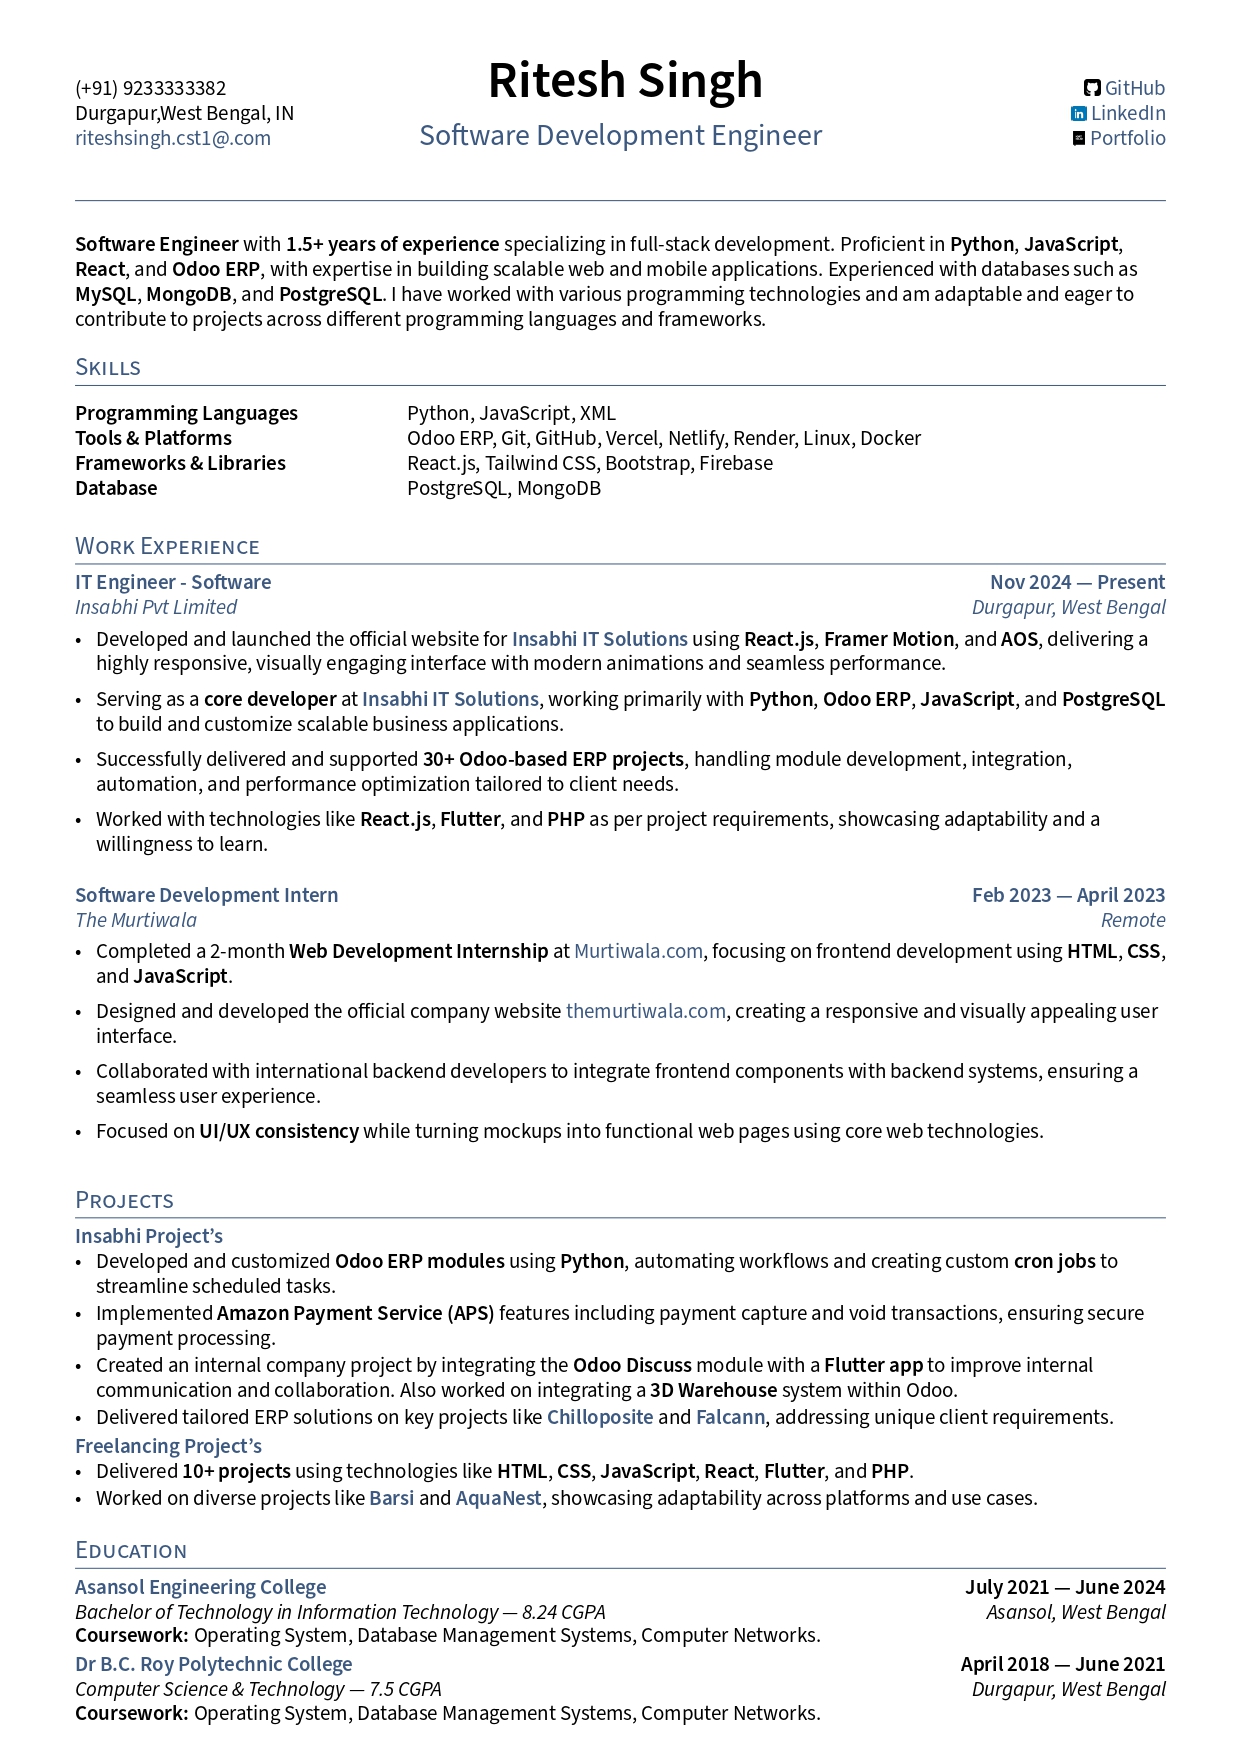 Ritesh Singh
Software Development Engineer
(+91) 9233333382
Durgapur,West Bengal, IN
riteshsingh.cst1@.com
GitHub
LinkedIn
Portfolio
Software Engineer with 1.5+ years of experience specializing in full-stack development. Proficient in Python, JavaScript,
React, and Odoo ERP, with expertise in building scalable web and mobile applications. Experienced with databases such as
MySQL, MongoDB, and PostgreSQL. I have worked with various programming technologies and am adaptable and eager to
contribute to projects across different programming languages and frameworks.
Skills
Programming Languages Python, JavaScript, XML
Tools & Platforms Odoo ERP, Git, GitHub, Vercel, Netlify, Render, Linux, Docker
Frameworks & Libraries React.js, Tailwind CSS, Bootstrap, Firebase
Database PostgreSQL, MongoDB
Work Experience
IT Engineer - Software Nov 2024 — Present
Insabhi Pvt Limited Durgapur, West Bengal
• Developed and launched the official website for Insabhi IT Solutions using React.js, Framer Motion, and AOS, delivering a
highly responsive, visually engaging interface with modern animations and seamless performance.
• Serving as a core developer at Insabhi IT Solutions, working primarily with Python, Odoo ERP, JavaScript, and PostgreSQL
to build and customize scalable business applications.
• Successfully delivered and supported 30+ Odoo-based ERP projects, handling module development, integration,
automation, and performance optimization tailored to client needs.
• Worked with technologies like React.js, Flutter, and PHP as per project requirements, showcasing adaptability and a
willingness to learn.
Software Development Intern Feb 2023 — April 2023
The Murtiwala Remote
• Completed a 2-month Web Development Internship at Murtiwala.com, focusing on frontend development using HTML, CSS,
and JavaScript.
• Designed and developed the official company website themurtiwala.com, creating a responsive and visually appealing user
interface.
• Collaborated with international backend developers to integrate frontend components with backend systems, ensuring a
seamless user experience.
• Focused on UI/UX consistency while turning mockups into functional web pages using core web technologies.
Projects
Insabhi Project’s
• Developed and customized Odoo ERP modules using Python, automating workflows and creating custom cron jobs to
streamline scheduled tasks.
• Implemented Amazon Payment Service (APS) features including payment capture and void transactions, ensuring secure
payment processing.
• Created an internal company project by integrating the Odoo Discuss module with a Flutter app to improve internal
communication and collaboration. Also worked on integrating a 3D Warehouse system within Odoo.
• Delivered tailored ERP solutions on key projects like Chilloposite and Falcann, addressing unique client requirements.
Freelancing Project’s
• Delivered 10+ projects using technologies like HTML, CSS, JavaScript, React, Flutter, and PHP.
• Worked on diverse projects like Barsi and AquaNest, showcasing adaptability across platforms and use cases.
Education
Asansol Engineering College July 2021 — June 2024
Bachelor of Technology in Information Technology — 8.24 CGPA Asansol, West Bengal
Coursework: Operating System, Database Management Systems, Computer Networks.
Dr B.C. Roy Polytechnic College April 2018 — June 2021
Computer Science & Technology — 7.5 CGPA Durgapur, West Bengal
Coursework: Operating System, Database Management Systems, Computer Networks.